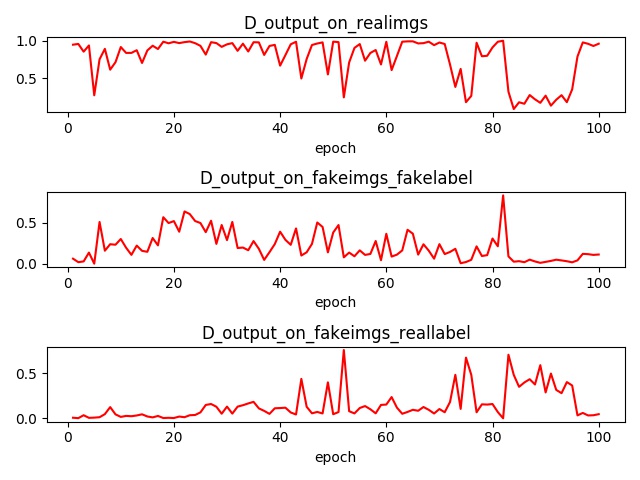 D_output_on_realimgs
1.0
0.5
0 20 40 60 80 100
epoch
D_output_on_fakeimgs_fakelabel
0.5
0.0
0 20 40 60 80 100
epoch
D_output_on_fakeimgs_reallabel
0.5
0.0
0 20 40 60 80 100
epoch